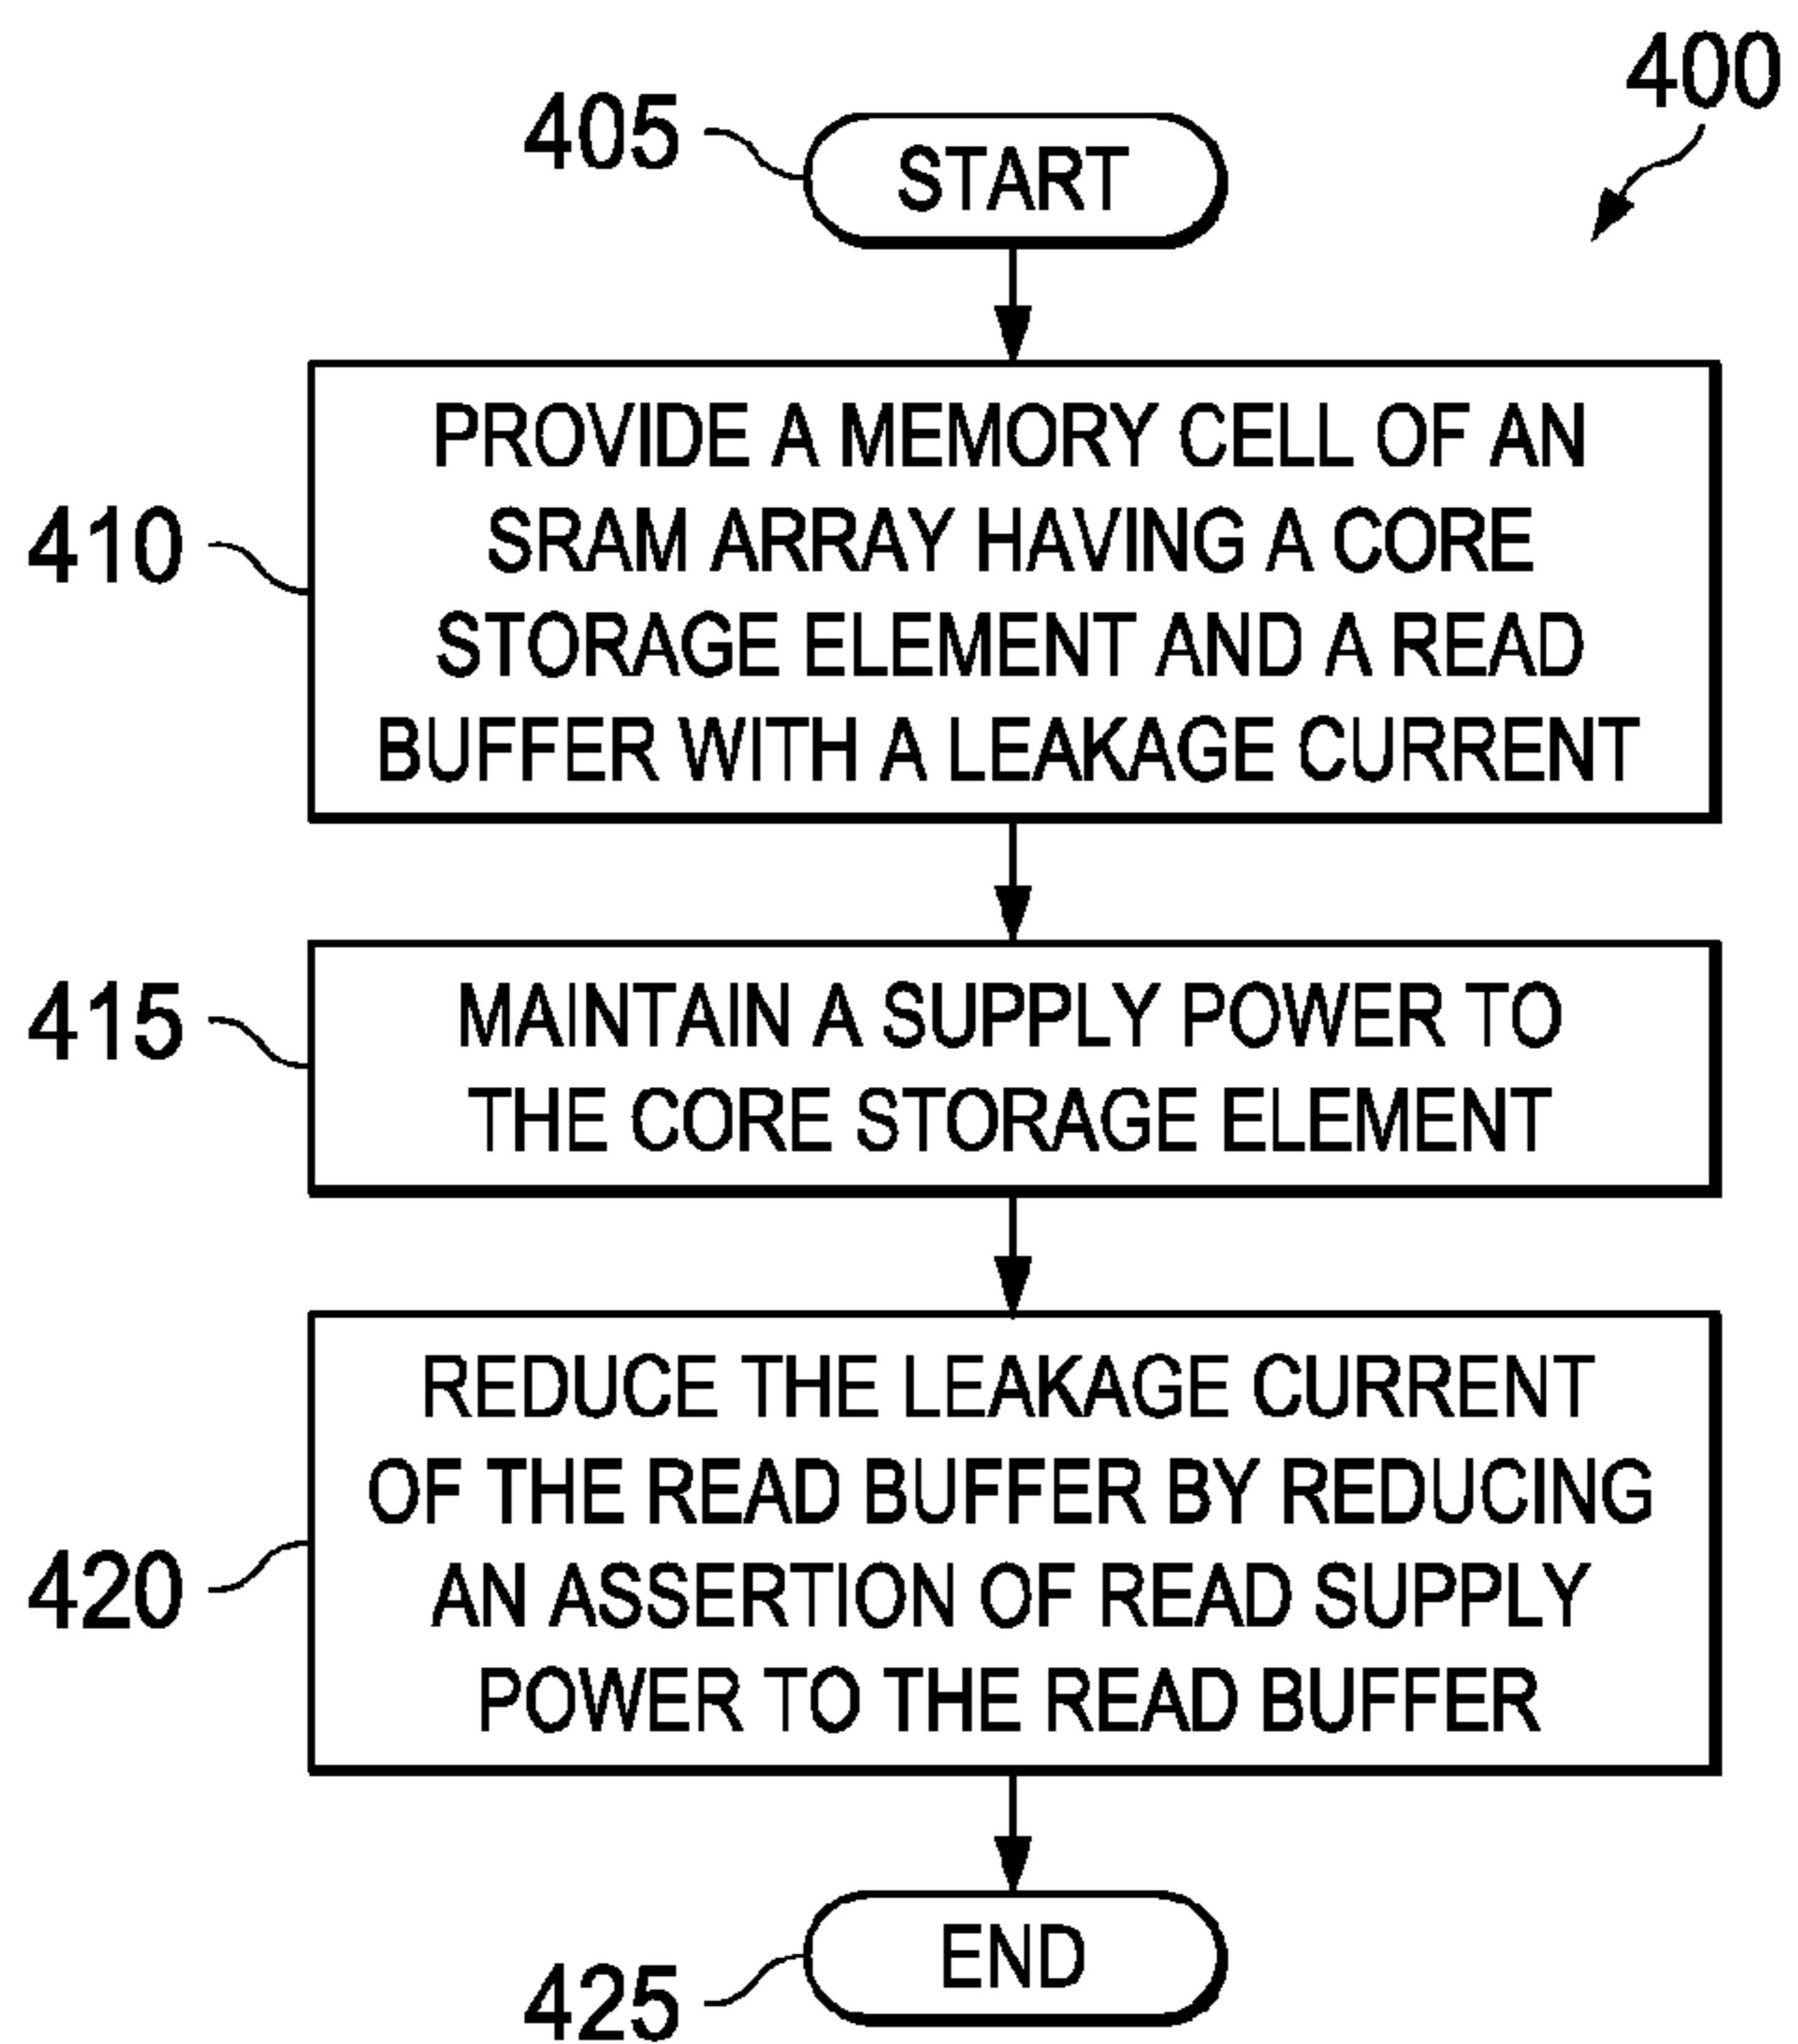 400
405
START
410
PROVIDE A MEMORY CELL OF AN
SRAM ARRAY HAVING A CORE
STORAGE ELEMENT AND A READ
BUFFER WITH A LEAKAGE CURRENT
415
MAINTAIN A SUPPLY POWER TO
THE CORE STORAGE ELEMENT
420
REDUCE THE LEAKAGE CURRENT
OF THE READ BUFFER BY REDUCING
AN ASSERTION OF READ SUPPLY
POWER TO THE READ BUFFER
425
END